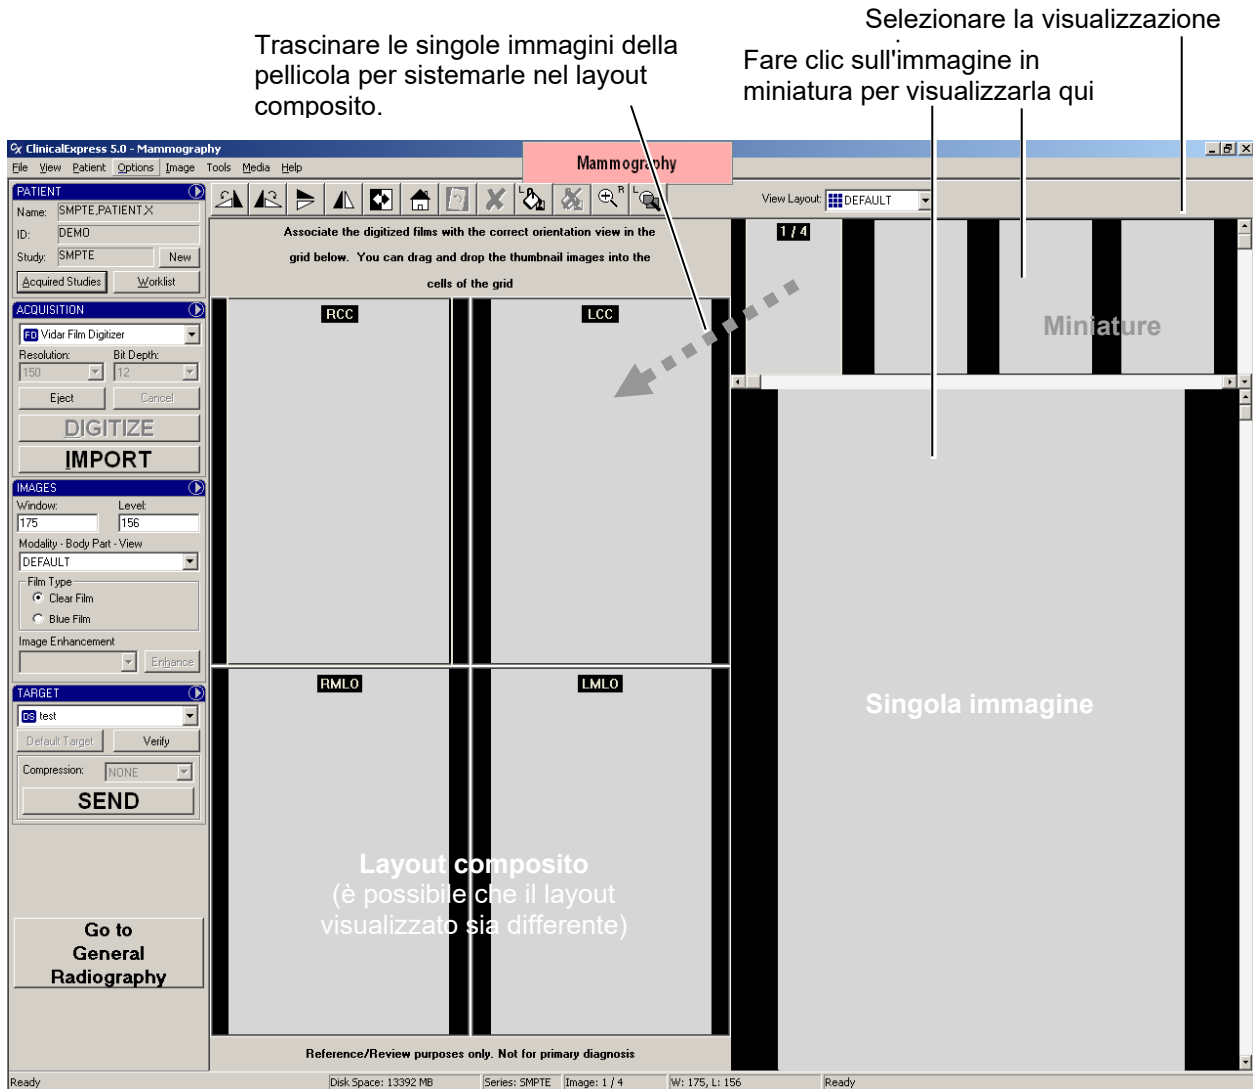 Selezionare la visualizzazione
.
Trascinare le singole immagini della
pellicola per sistemarle nel layout
composito.
Fare clic sull'immagine in
miniatura per visualizzarla qui
ClinicalExpress 5.0 - Mammography
File View Patient Options Image Tools Media Help
Mammography
PATIENT
Name: SMPTE,PATIENT,X
ID: DEMO
Study: SMPTE New
Acquired Studies Worklist
View Layout: DEFAULT
Associate the digitized films with the correct orientation view in the
grid below. You can drag and drop the thumbnail images into the
cells of the grid
1 / 4
Miniature
ACQUISITION
FD Vidar Film Digitizer
Resolution: Bit Depth:
150 12
Eject Cancel
DIGITIZE
IMPORT
RCC LCC
IMAGES
Window: Level:
175 156
Modality - Body Part - View
DEFAULT
Film Type
Clear Film
Blue Film
Image Enhancement
Enhance
TARGET
DS test
Default Target Verify
Compression: NONE
SEND
RMLO LMLO
Singola immagine
Layout composito
(è possibile che il layout
visualizzato sia differente)
Go to
General
Radiography
Reference/Review purposes only. Not for primary diagnosis
Ready Disk Space: 13392 MB Series: SMPTE Image: 1 / 4 W: 175, L: 156 Ready